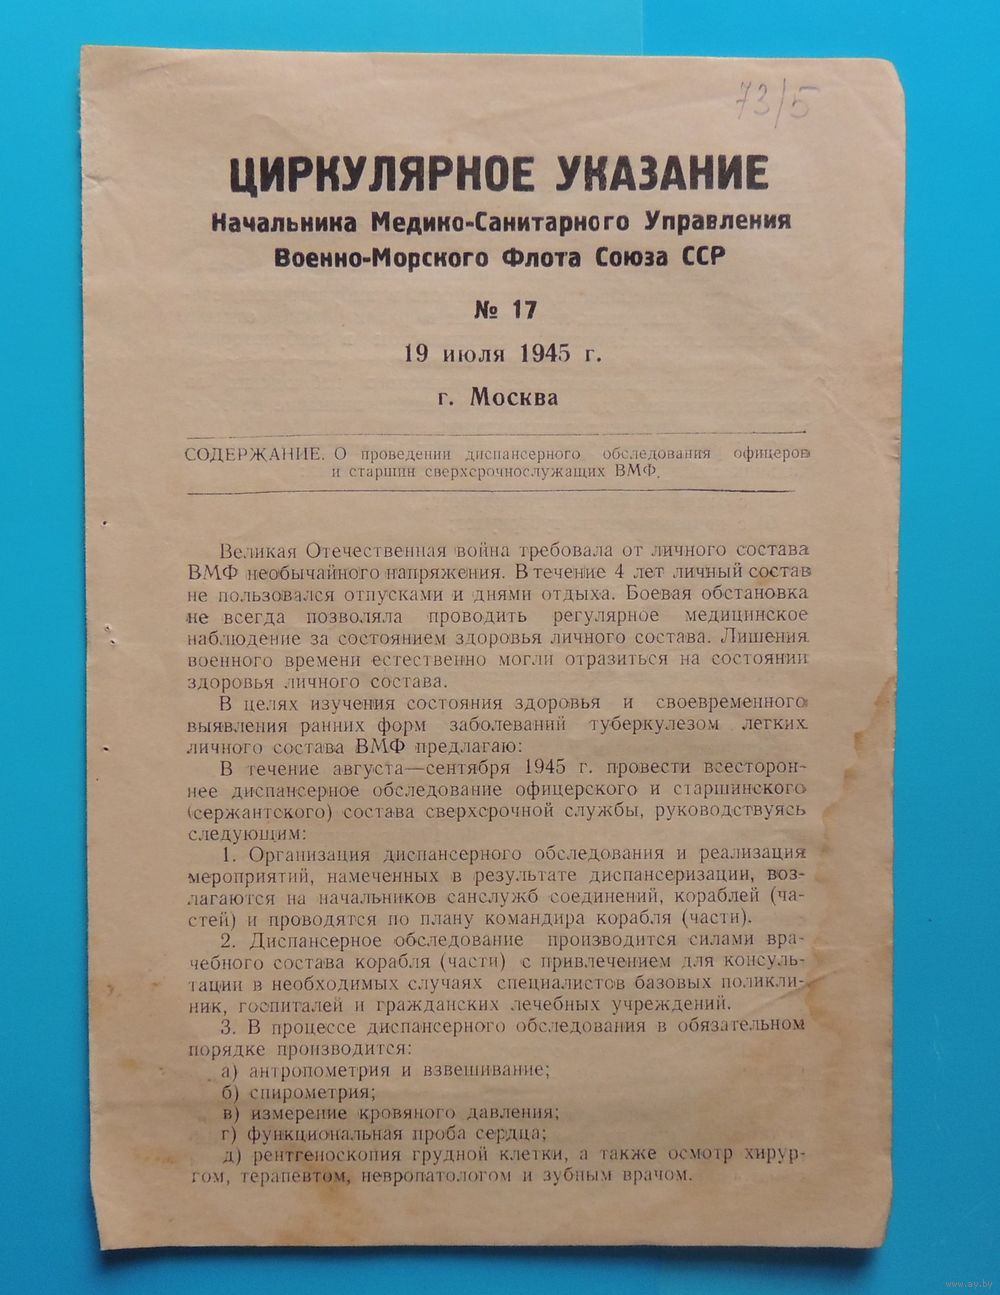 73/5
ЦИРКУЛЯРНОЕ УКАЗАНИЕ
Начальника Медико-Санитарного Управления
Военно-Морского Флота Союза ССР
№ 17
19 июля 1945 г.
г. Москва
СОДЕРЖАНИЕ. О проведении диспансерного обследования офицеров
и старшин сверхсрочнослужащих ВМФ.
Великая Отечественная война требовала от личного состава
ВМФ необычайного напряжения. В течение 4 лет личный состав
не пользовался отпусками и днями отдыха. Боевая обстановка
не всегда позволяла проводить регулярное медицинское
наблюдение за состоянием здоровья личного состава. Лишения
военного времени естественно могли отразиться на состоянии
здоровья личного состава.
В целях изучения состояния здоровья и своевременного
выявления ранних форм заболеваний туберкулезом легких
личного состава ВМФ предлагаю:
В течение августа—сентября 1945 г. провести всесторон-
нее диспансерное обследование офицерского и старшинского
(сержантского) состава сверхсрочной службы, руководствуясь
следующим:
1. Организация диспансерного обследования и реализация
мероприятий, намеченных в результате диспансеризации, воз-
лагаются на начальников санслужб соединений, кораблей (ча-
стей) и проводятся по плану командира корабля (части).
2. Диспансерное обследование производится силами вра-
чебного состава корабля (части) с привлечением для консуль-
тации в необходимых случаях специалистов базовых поликли-
ник, госпиталей и гражданских лечебных учреждений.
3. В процессе диспансерного обследования в обязательном
порядке производится:
а) антропометрия и взвешивание;
б) спирометрия;
в) измерение кровяного давления;
г) функциональная проба сердца;
д) рентгеноскопия грудной клетки, а также осмотр хирур-
гом, терапевтом, невропатологом и зубным врачом.
www.ay.by